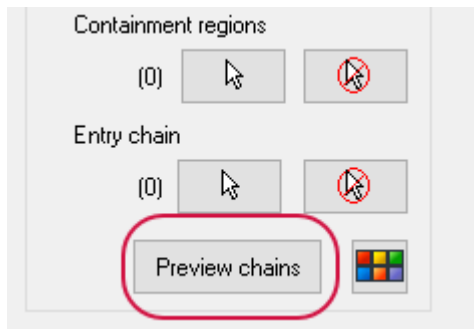 Containment regions
(0)
Entry chain
(0)
Preview chains